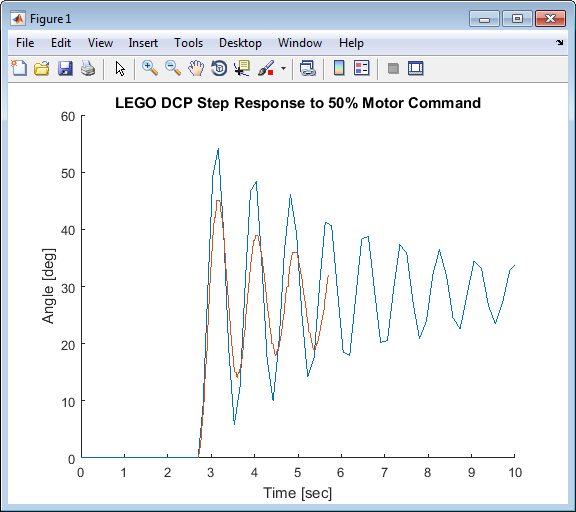 Figure 1
File Edit View Insert Tools Desktop Window Help
LEGO DCP Step Response to 50% Motor Command
60
50
40
30
20
10
0
Angle [deg]
0 1 2 3 4 5 6 7 8 9 10
Time [sec]